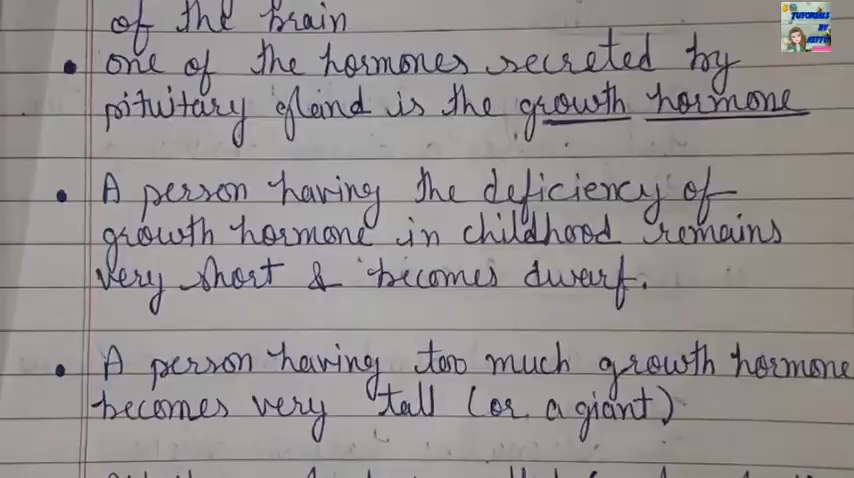 of the brain
• one of the hormones secreted by
pituitary gland is the growth hormone
• A person having the deficiency of
growth hormone in childhood remains
very short & becomes dwarf.
• A person having too much growth hormone
becomes very tall (or a giant)
TUTORIALS
BY